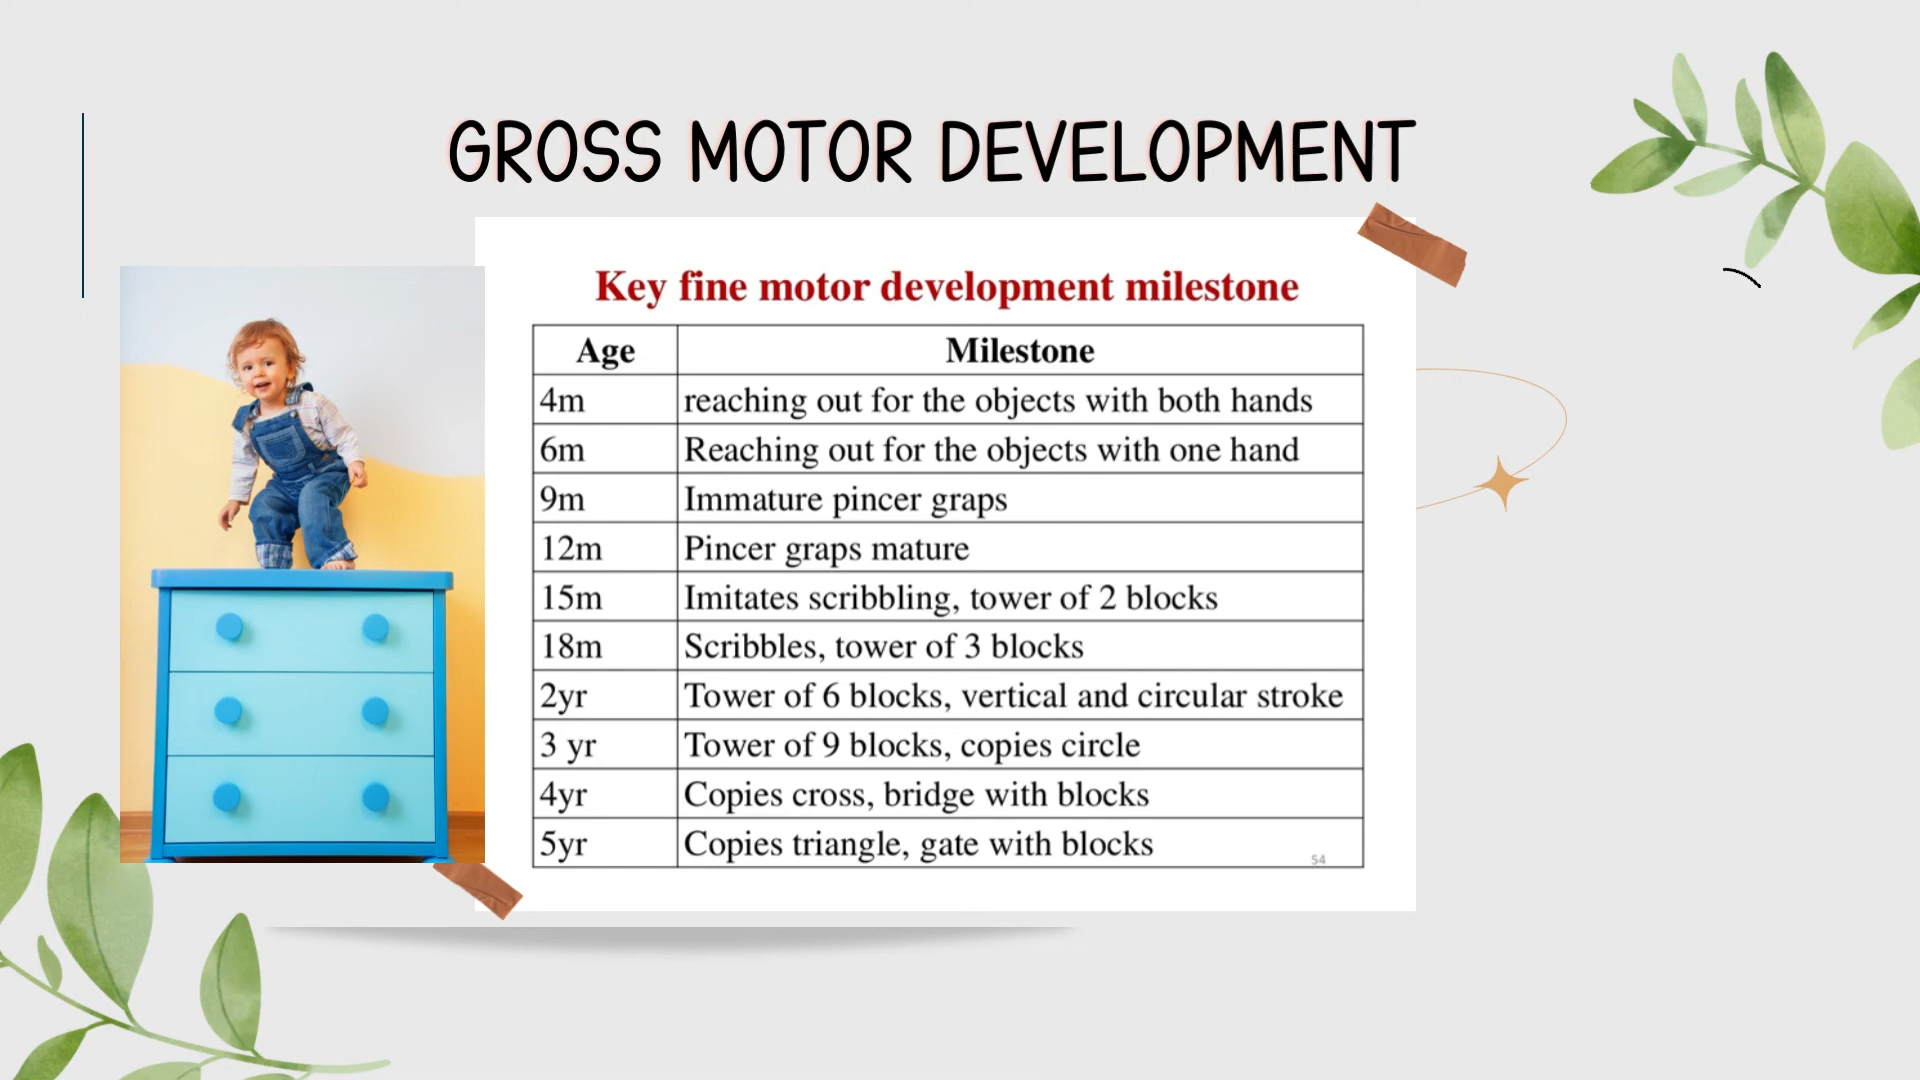 GROSS MOTOR DEVELOPMENT
Key fine motor development milestone
Age Milestone
4m reaching out for the objects with both hands
6m Reaching out for the objects with one hand
9m Immature pincer graps
12m Pincer graps mature
15m Imitates scribbling, tower of 2 blocks
18m Scribbles, tower of 3 blocks
2yr Tower of 6 blocks, vertical and circular stroke
3 yr Tower of 9 blocks, copies circle
4yr Copies cross, bridge with blocks
5yr Copies triangle, gate with blocks
54